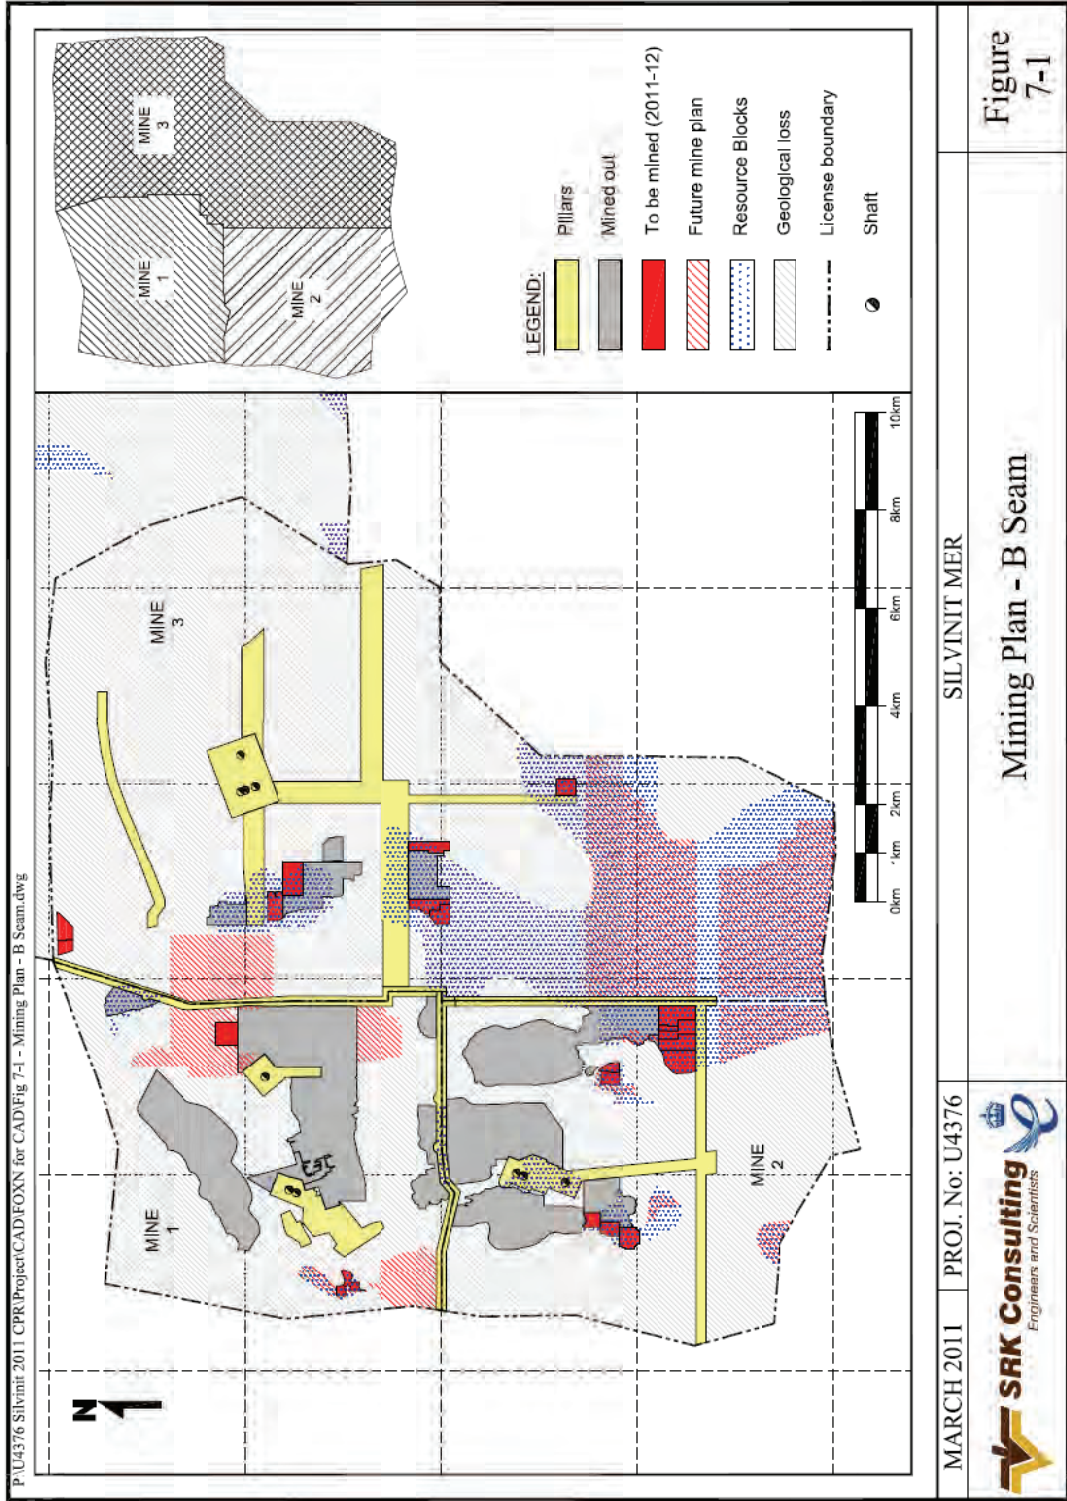 P:\U4376 Silvinit 2011 CPR\Project\CAD\FOXN for CAD\Fig 7-1 - Mining Plan - B Seam.dwg
N
MINE
1
MINE
2
MINE
3
MINE
1
MINE
2
MINE
3
LEGEND:
Pillars
Mined out
To be mined (2011-12)
Future mine plan
Resource Blocks
Geological loss
License boundary
Shaft
0km
1km
2km
4km
6km
8km
10km
MARCH 2011
PROJ. No: U4376
SILVINIT MER
SRK Consulting
Engineers and Scientists
Mining Plan - B Seam
Figure
7-1